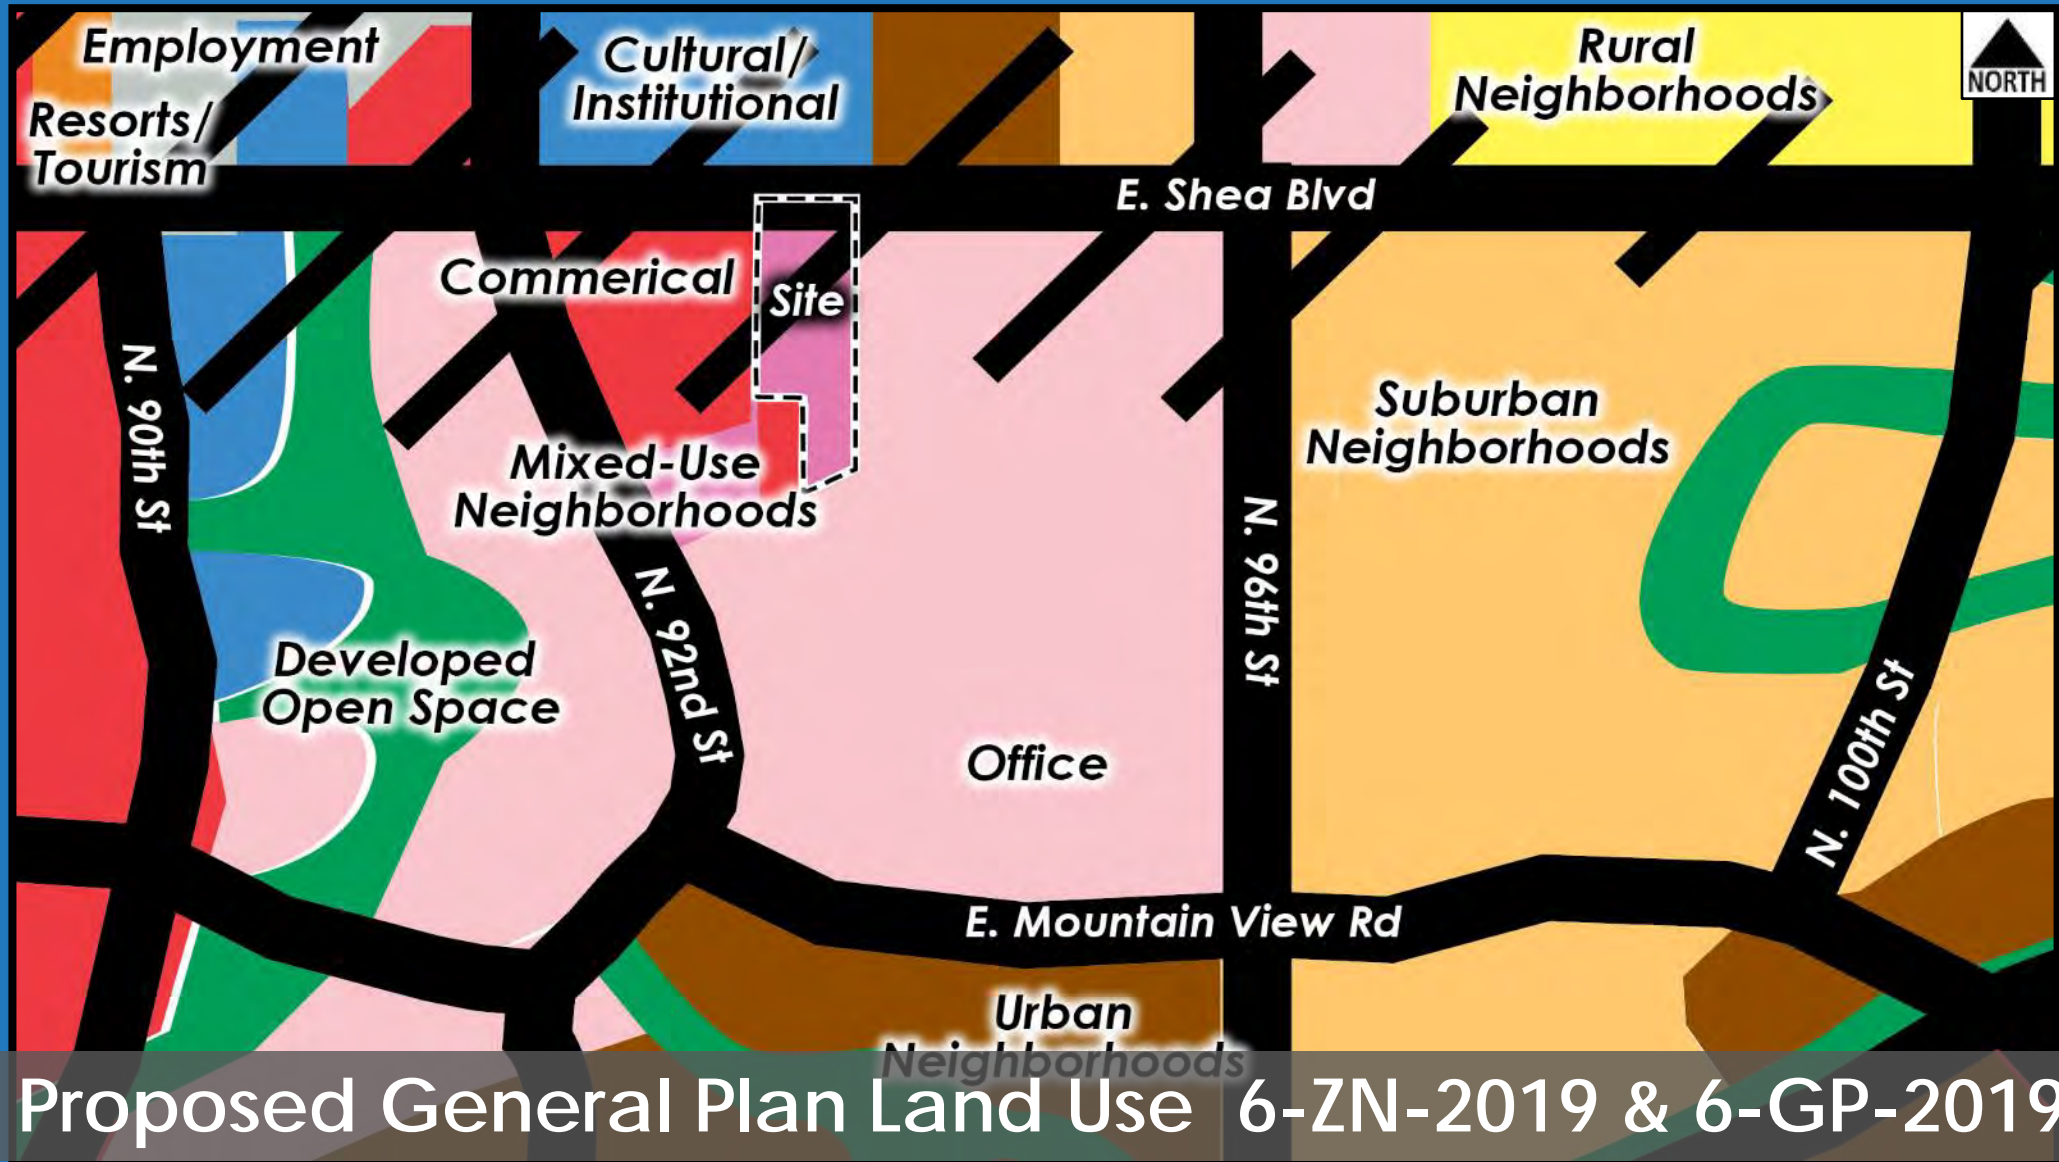 Employment
Cultural/
Institutional
Rural
Neighborhoods
NORTH
Resorts/
Tourism
E. Shea Blvd
Commerical
Site
N. 90th St
Mixed-Use
Neighborhoods
Suburban
Neighborhoods
N. 96th St
N. 92nd St
Developed
Open Space
Office
N. 100th St
E. Mountain View Rd
Urban
Neighborhoods
Proposed General Plan Land Use 6-ZN-2019 & 6-GP-2019